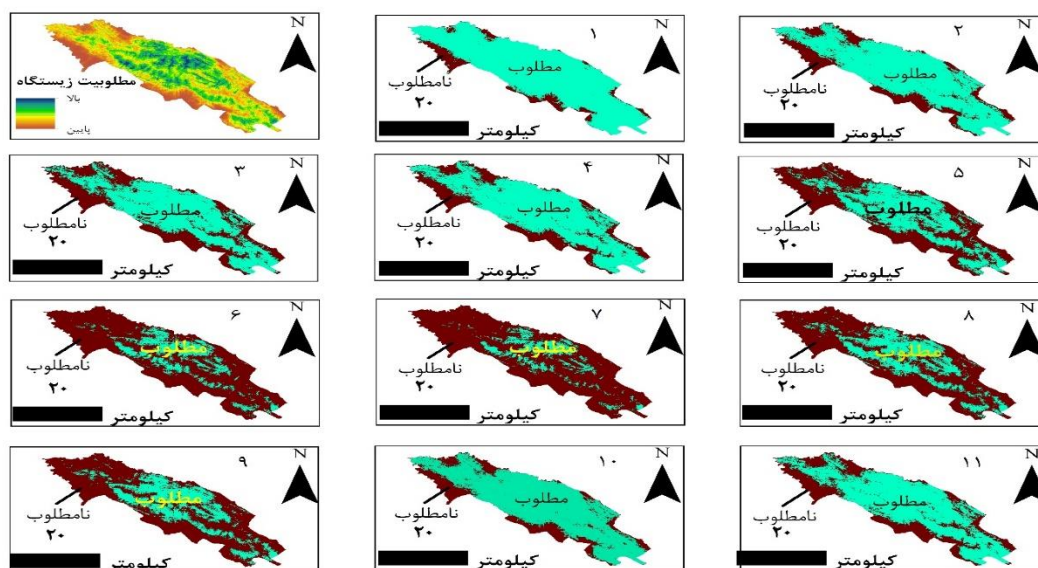 N
مطلوبیت زیستگاه
بالا
پایین
N
۱
مطلوب
نامطلوب
۲۰
کیلومتر
N
۲
مطلوب
نامطلوب
۲۰
کیلومتر
N
۳
مطلوب
نامطلوب
۲۰
کیلومتر
N
۴
مطلوب
نامطلوب
۲۰
کیلومتر
N
۵
مطلوب
نامطلوب
۲۰
کیلومتر
N
۶
مطلوب
نامطلوب
۲۰
کیلومتر
N
۷
مطلوب
نامطلوب
۲۰
کیلومتر
N
۸
مطلوب
نامطلوب
۲۰
کیلومتر
N
۹
مطلوب
نامطلوب
۲۰
کیلومتر
N
۱۰
مطلوب
نامطلوب
۲۰
کیلومتر
N
۱۱
مطلوب
نامطلوب
۲۰
کیلومتر